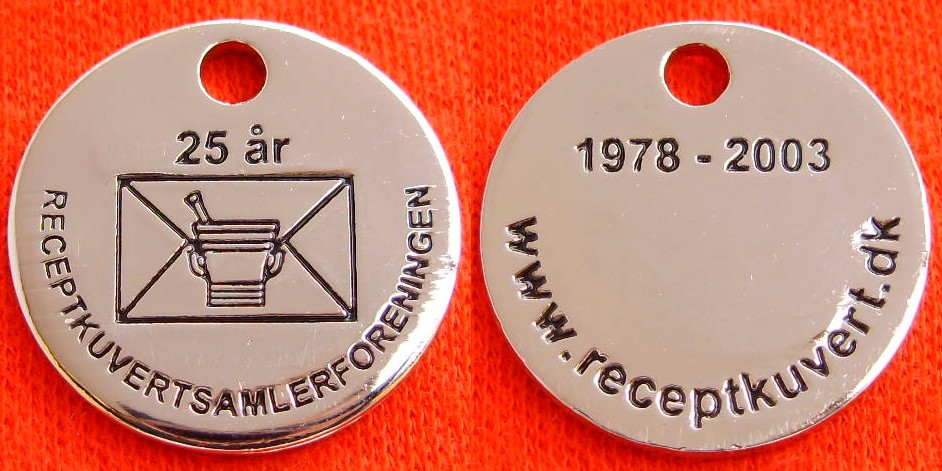 25 år
RECEPTKUVERTSAMLERFORENINGEN
1978 - 2003
www.receptkuvert.dk